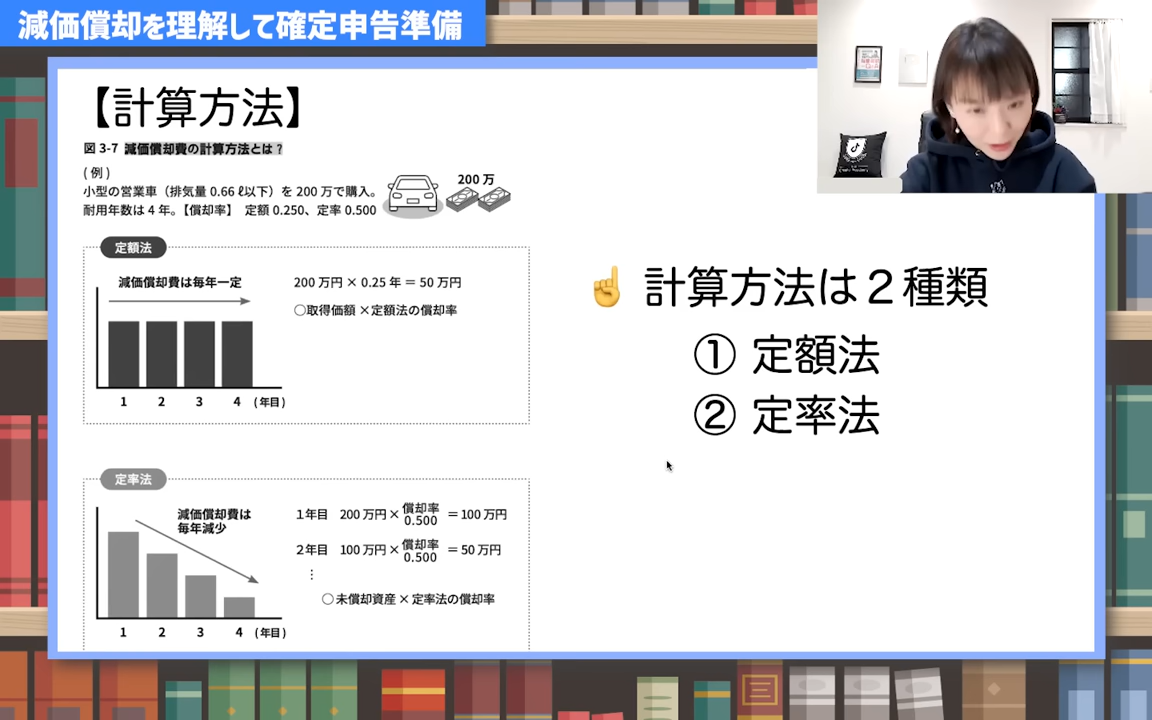 減価償却を理解して確定申告準備
【計算方法】
図 3-7 減価償却費の計算方法とは？
(例)
小型の営業車（排気量 0.66 ℓ以下）を 200 万で購入。
耐用年数は 4 年。【償却率】 定額 0.250、定率 0.500
200 万
定額法
減価償却費は毎年一定
200 万円 × 0.25 年 ＝ 50 万円
○取得価額 ×定額法の償却率
1 2 3 4 (年目)
☝計算方法は２種類
① 定額法
② 定率法
定率法
減価償却費は
毎年減少
1年目 200 万円 × 償却率 0.500 ＝ 100 万円
2年目 100 万円 × 償却率 0.500 ＝ 50 万円
⋮
○未償却資産 × 定率法の償却率
1 2 3 4 (年目)